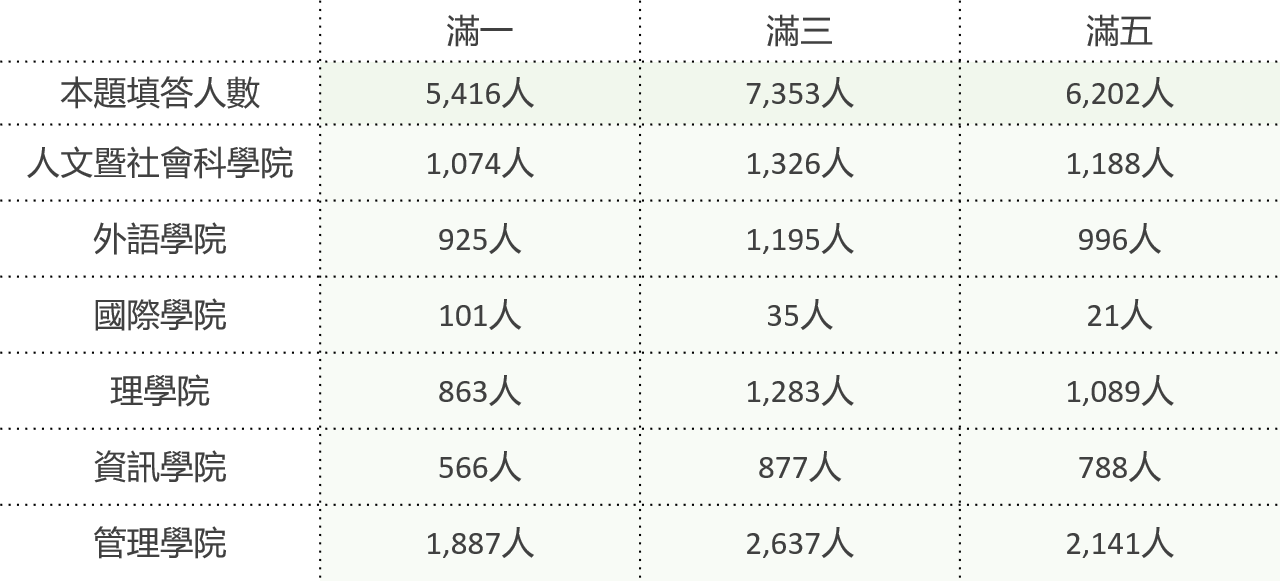 滿一 滿三 滿五
本題填答人數 5,416人 7,353人 6,202人
人文暨社會科學院 1,074人 1,326人 1,188人
外語學院 925人 1,195人 996人
國際學院 101人 35人 21人
理學院 863人 1,283人 1,089人
資訊學院 566人 877人 788人
管理學院 1,887人 2,637人 2,141人